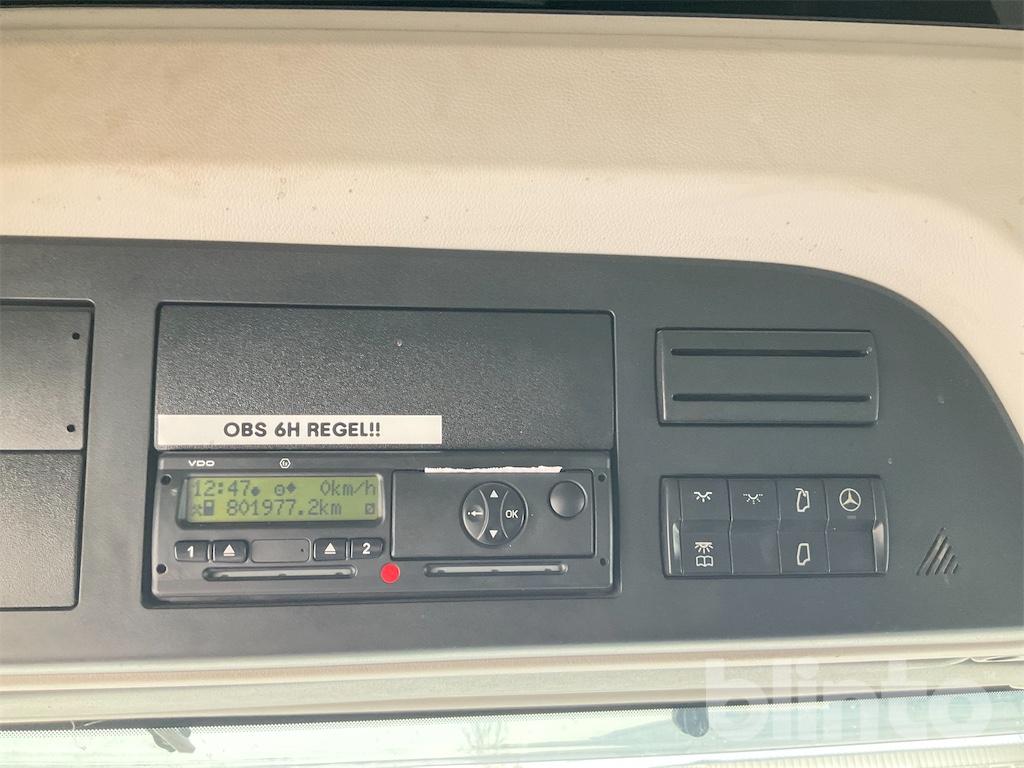 OBS 6H REGEL!!
VDO
12:47 0km/h
801977.2km
OK
1 2
blinto